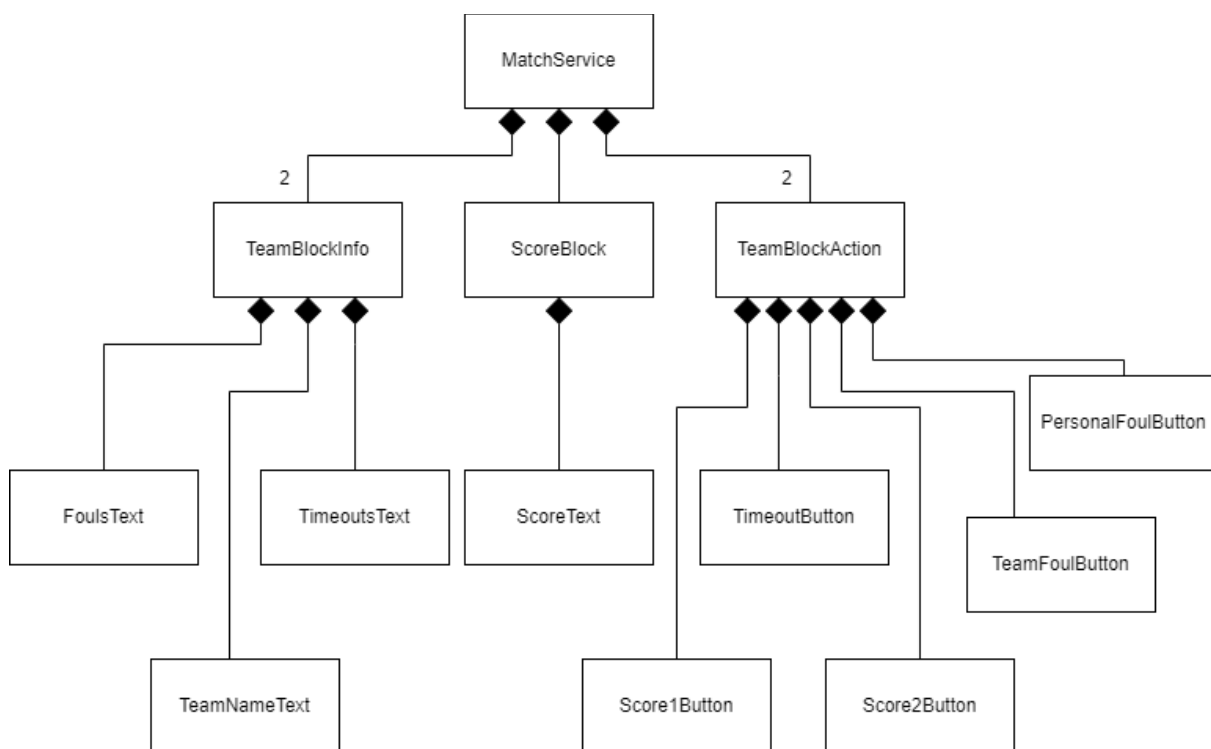 MatchService
2
2
TeamBlockInfo
ScoreBlock
TeamBlockAction
PersonalFoulButton
FoulsText
TimeoutsText
ScoreText
TimeoutButton
TeamFoulButton
TeamNameText
Score1Button
Score2Button